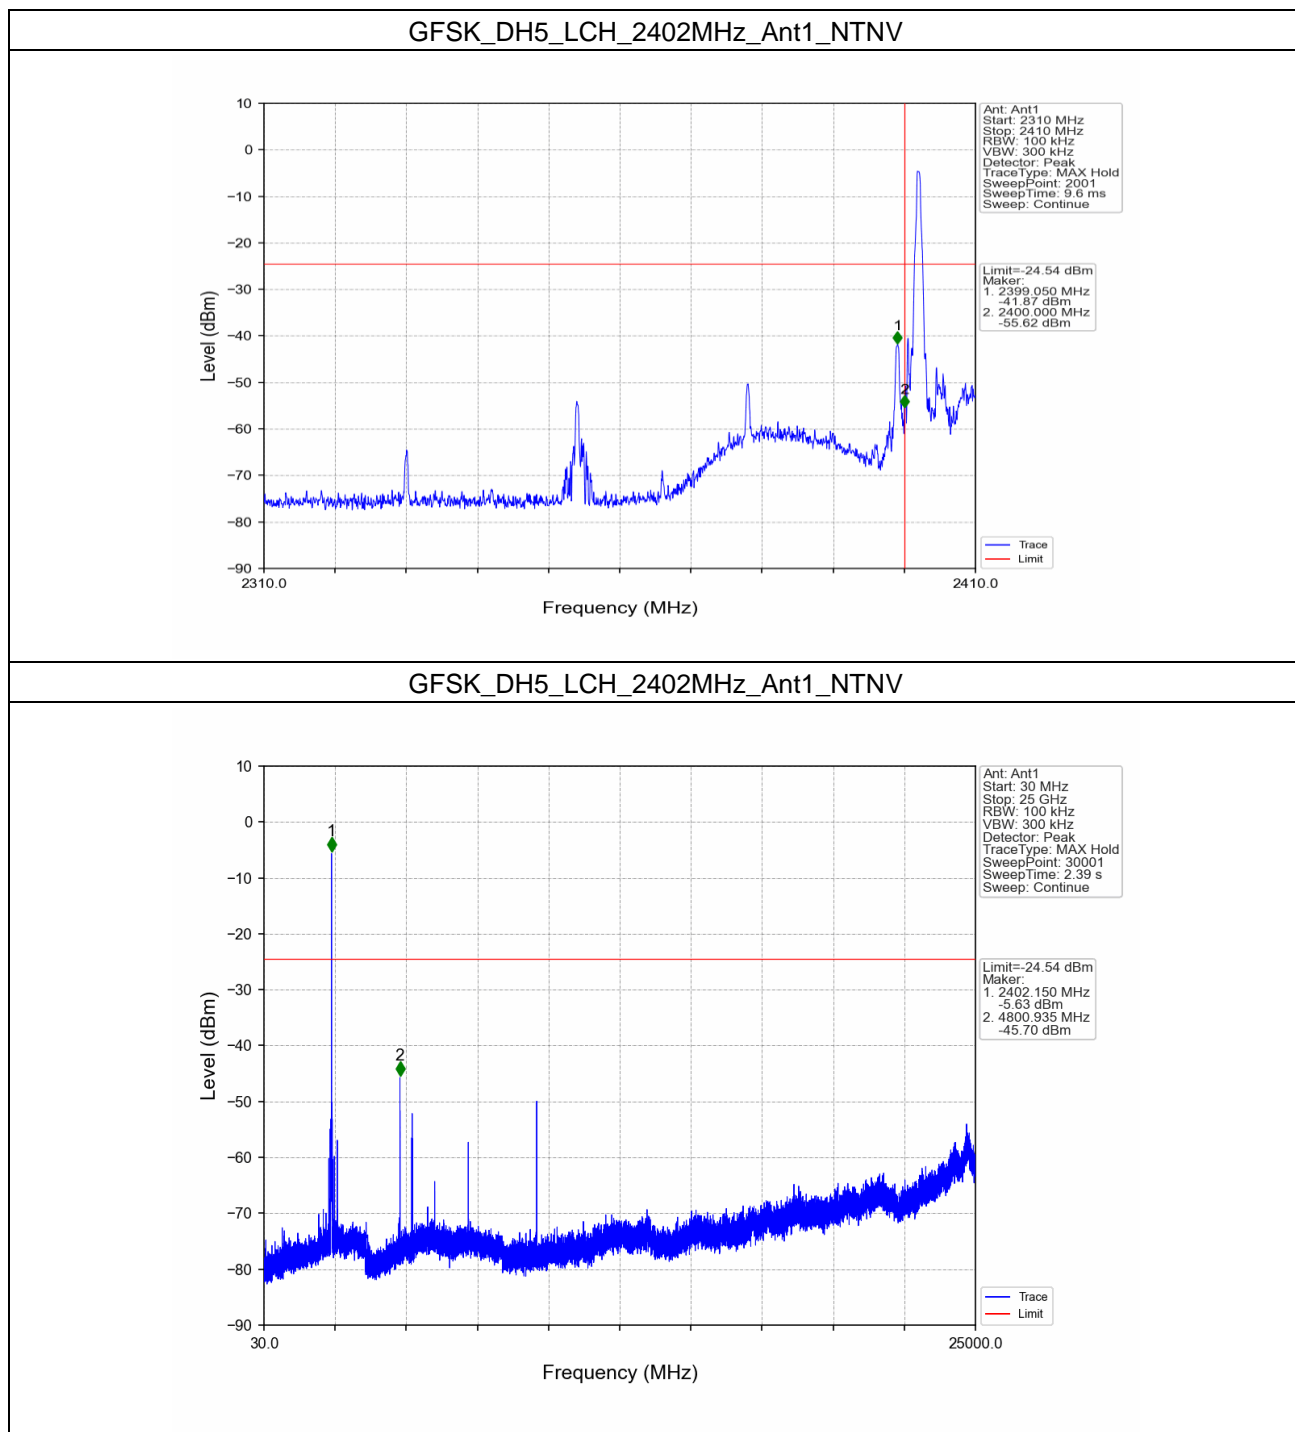 GFSK_DH5_LCH_2402MHz_Ant1_NTNV
10
0
−10
−20
−30
−40
−50
−60
−70
−80
−90
Level (dBm)
2310.0
2410.0
Frequency (MHz)
1
2
Ant: Ant1
Start: 2310 MHz
Stop: 2410 MHz
RBW: 100 kHz
VBW: 300 kHz
Detector: Peak
TraceType: MAX Hold
SweepPoint: 2001
SweepTime: 9.6 ms
Sweep: Continue
Limit=-24.54 dBm
Maker:
1. 2399.050 MHz
-41.87 dBm
2. 2400.000 MHz
-55.62 dBm
Trace
Limit
GFSK_DH5_LCH_2402MHz_Ant1_NTNV
10
0
−10
−20
−30
−40
−50
−60
−70
−80
−90
Level (dBm)
30.0
25000.0
Frequency (MHz)
1
2
Ant: Ant1
Start: 30 MHz
Stop: 25 GHz
RBW: 100 kHz
VBW: 300 kHz
Detector: Peak
TraceType: MAX Hold
SweepPoint: 30001
SweepTime: 2.39 s
Sweep: Continue
Limit=-24.54 dBm
Maker:
1. 2402.150 MHz
-5.63 dBm
2. 4800.935 MHz
-45.70 dBm
Trace
Limit